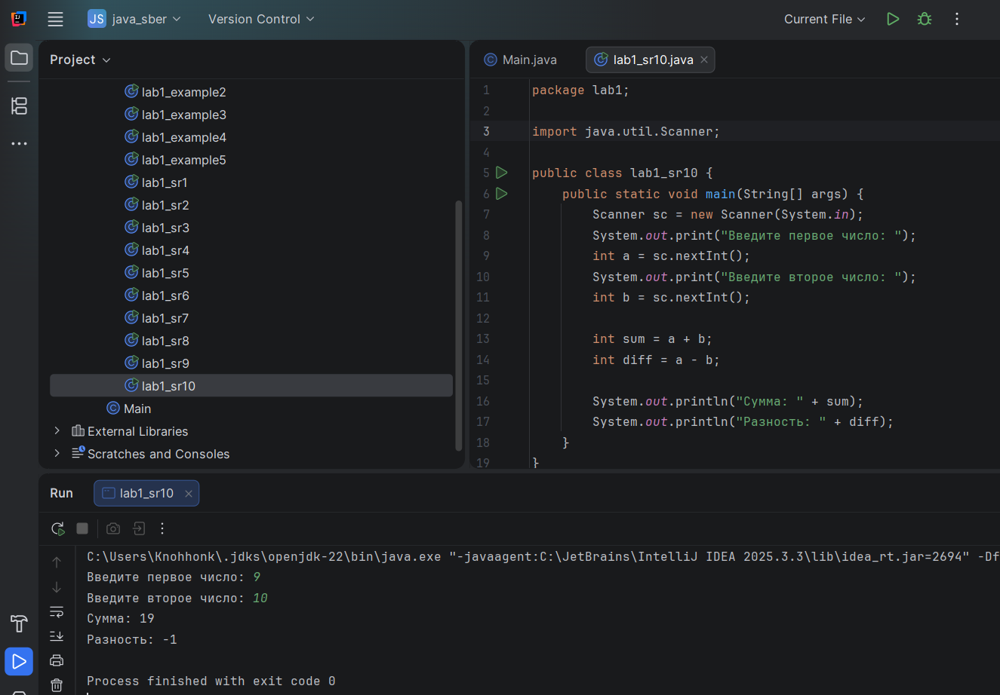 JS java_sber Version Control Current File
Project
lab1_example2
lab1_example3
lab1_example4
lab1_example5
lab1_sr1
lab1_sr2
lab1_sr3
lab1_sr4
lab1_sr5
lab1_sr6
lab1_sr7
lab1_sr8
lab1_sr9
lab1_sr10
Main
External Libraries
Scratches and Consoles
Main.java lab1_sr10.java
1 package lab1;
2
3 import java.util.Scanner;
4
5 public class lab1_sr10 {
6 public static void main(String[] args) {
7 Scanner sc = new Scanner(System.in);
8 System.out.print("Введите первое число: ");
9 int a = sc.nextInt();
10 System.out.print("Введите второе число: ");
11 int b = sc.nextInt();
12
13 int sum = a + b;
14 int diff = a - b;
15
16 System.out.println("Сумма: " + sum);
17 System.out.println("Разность: " + diff);
18 }
19 }
Run lab1_sr10
C:\Users\Knohhonk\.jdks\openjdk-22\bin\java.exe "-javaagent:C:\JetBrains\IntelliJ IDEA 2025.3.3\lib\idea_rt.jar=2694" -Df
Введите первое число: 9
Введите второе число: 10
Сумма: 19
Разность: -1
Process finished with exit code 0